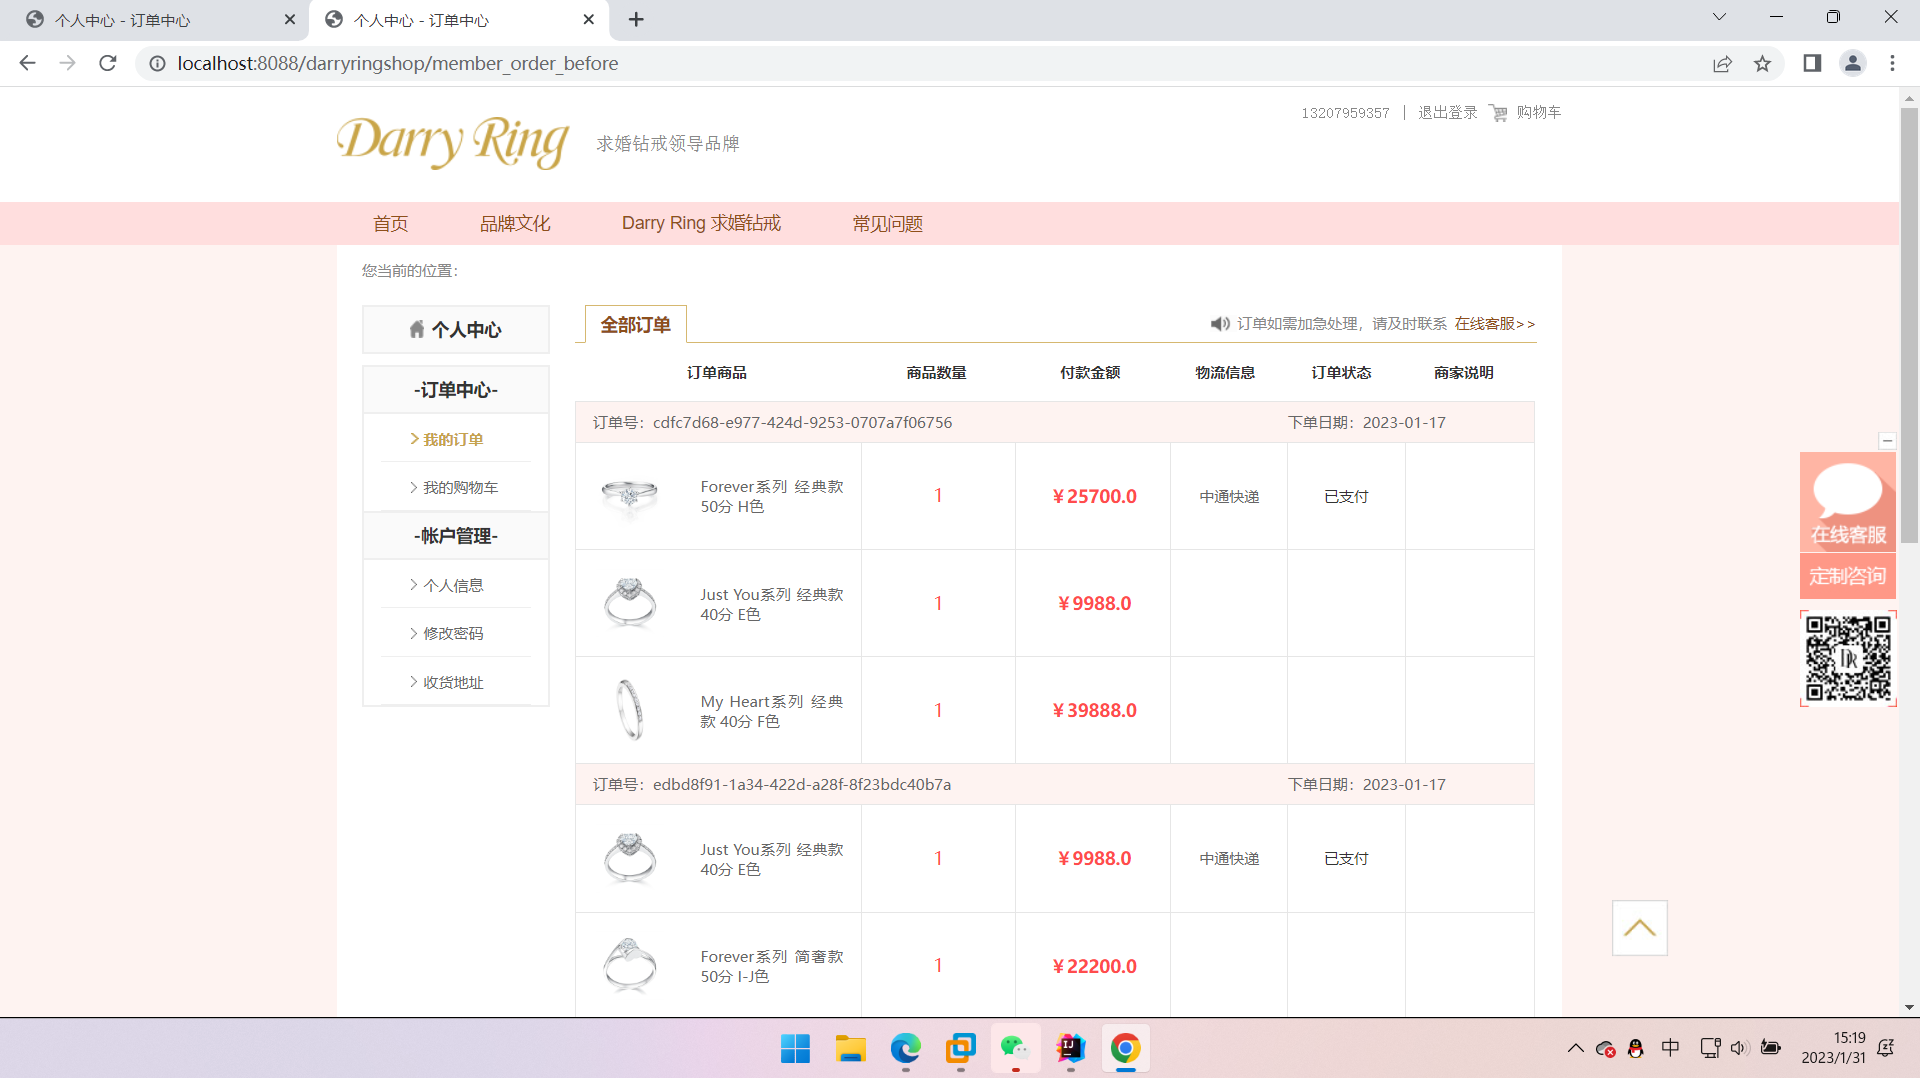 个人中心 - 订单中心
个人中心 - 订单中心
localhost:8088/darryringshop/member_order_before
13207959357 | 退出登录 购物车
Darry Ring 求婚钻戒领导品牌
首页 品牌文化 Darry Ring 求婚钻戒 常见问题
您当前的位置：
个人中心
-订单中心-
我的订单
我的购物车
-帐户管理-
个人信息
修改密码
收货地址
全部订单 订单如需加急处理，请及时联系 在线客服>>
订单商品 商品数量 付款金额 物流信息 订单状态 商家说明
订单号：cdfc7d68-e977-424d-9253-0707a7f06756 下单日期：2023-01-17
Forever系列 经典款
50分 H色
1 ￥25700.0 中通快递 已支付
Just You系列 经典款
40分 E色
1 ￥9988.0
My Heart系列 经典
款 40分 F色
1 ￥39888.0
订单号：edbd8f91-1a34-422d-a28f-8f23bdc40b7a 下单日期：2023-01-17
Just You系列 经典款
40分 E色
1 ￥9988.0 中通快递 已支付
Forever系列 简奢款
50分 I-J色
1 ￥22200.0
在线客服
定制咨询
DR
IJ
中
15:19
2023/1/31